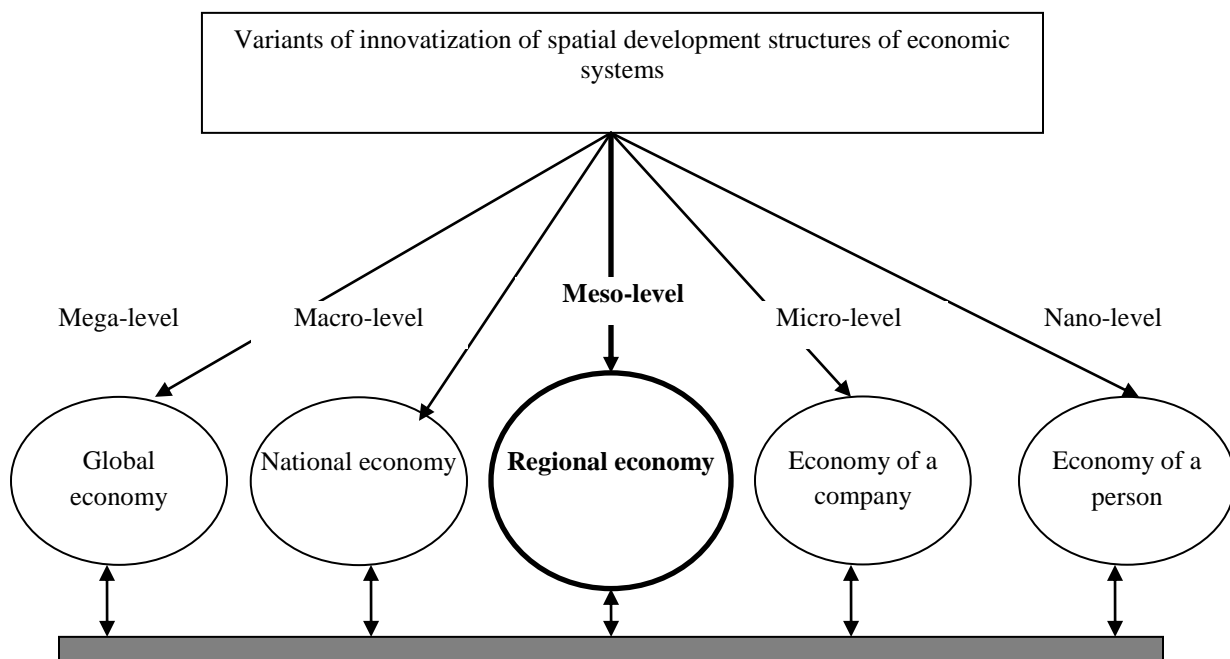 Variants of innovatization of spatial development structures of economic
systems
Meso-level
Mega-level
Macro-level
Micro-level
Nano-level
Global
economy
National economy
Regional economy
Economy of a
company
Economy of a
person